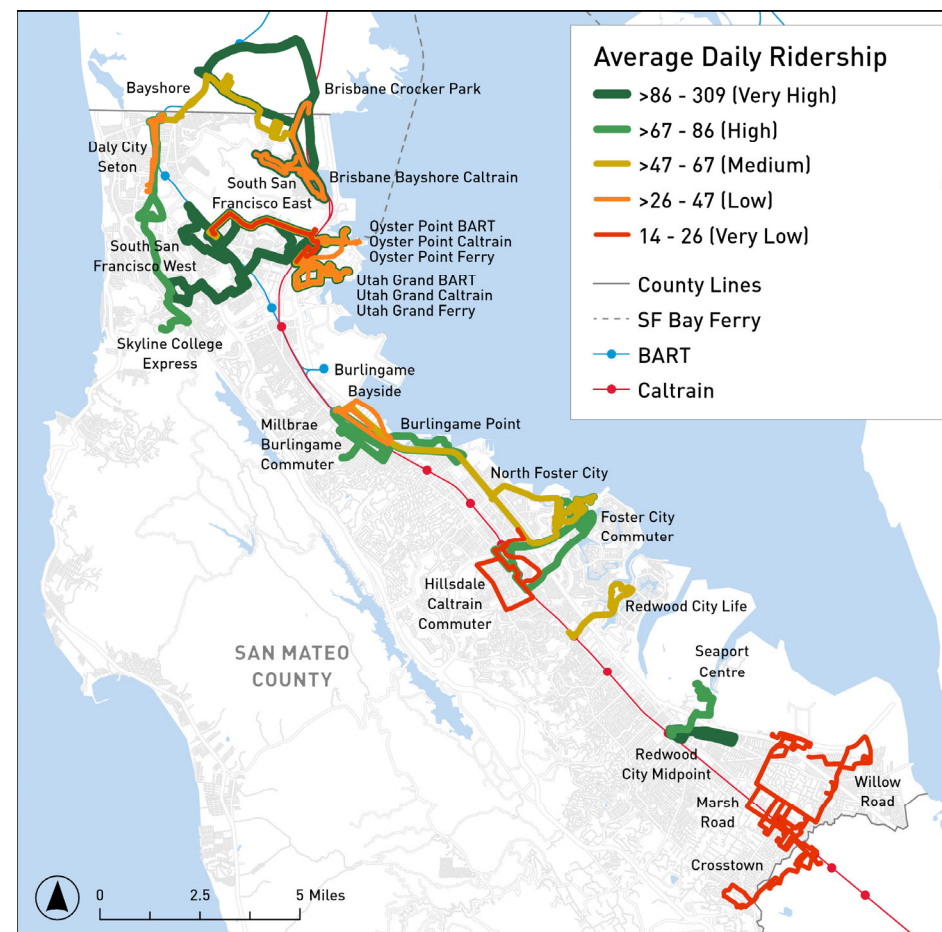 Average Daily Ridership
>86 - 309 (Very High)
>67 - 86 (High)
>47 - 67 (Medium)
>26 - 47 (Low)
14 - 26 (Very Low)
County Lines
SF Bay Ferry
BART
Caltrain
Bayshore
Brisbane Crocker Park
Daly City
Seton
South San
Francisco East
Brisbane Bayshore Caltrain
Oyster Point BART
Oyster Point Caltrain
Oyster Point Ferry
South San
Francisco West
Utah Grand BART
Utah Grand Caltrain
Utah Grand Ferry
Skyline College
Express
Burlingame
Bayside
Millbrae
Burlingame
Commuter
Burlingame Point
North Foster City
Foster City
Commuter
Hillsdale
Caltrain
Commuter
Redwood City Life
SAN MATEO
COUNTY
Seaport
Centre
Redwood
City Midpoint
Willow
Road
Marsh
Road
Crosstown
0 2.5 5 Miles